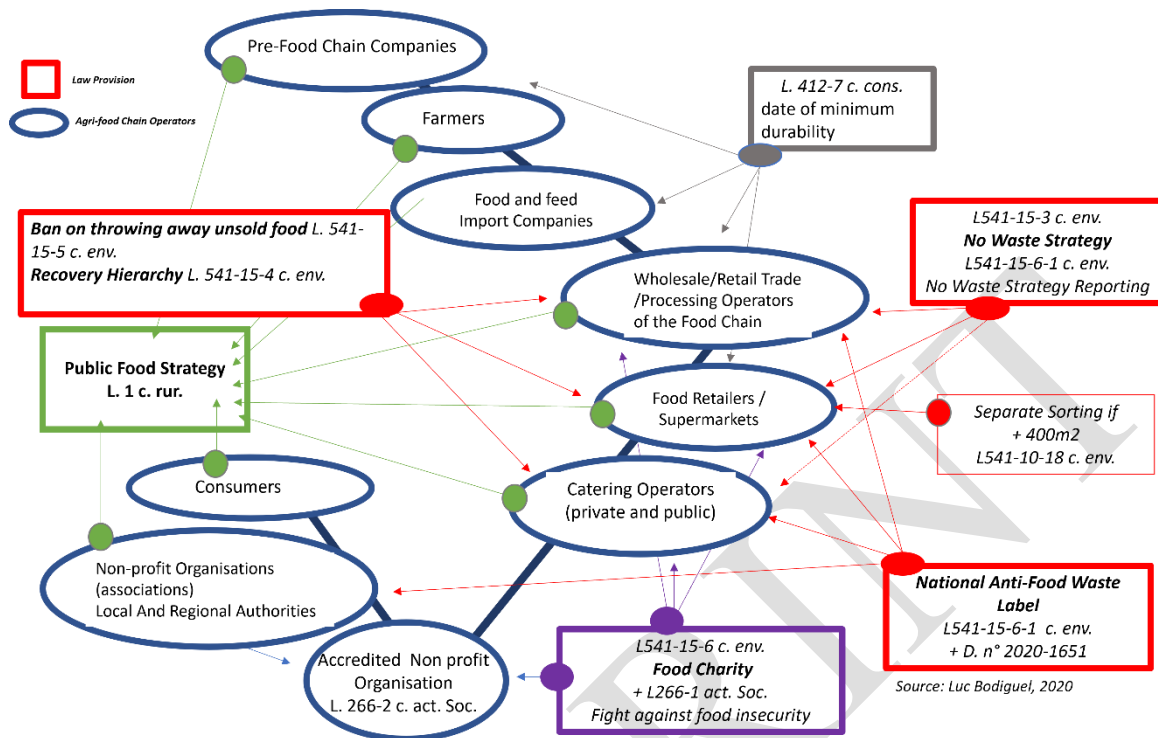 Pre-Food Chain Companies
Law Provision
Agri-food Chain Operators
L. 412-7 c. cons.
date of minimum
durability
Farmers
Food and feed
Import Companies
Ban on throwing away unsold food L. 541-
15-5 c. env.
Recovery Hierarchy L. 541-15-4 c. env.
L541-15-3 c. env.
No Waste Strategy
L541-15-6-1 c. env.
No Waste Strategy Reporting
Wholesale/Retail Trade
/Processing Operators
of the Food Chain
Public Food Strategy
L. 1 c. rur.
Food Retailers /
Supermarkets
Separate Sorting if
+ 400m2
L541-10-18 c. env.
Consumers
Catering Operators
(private and public)
Non-profit Organisations
(associations)
Local And Regional Authorities
National Anti-Food Waste
Label
L541-15-6-1 c. env.
+ D. n° 2020-1651
Accredited Non profit
Organisation
L. 266-2 c. act. Soc.
L541-15-6 c. env.
Food Charity
+ L266-1 act. Soc.
Fight against food insecurity
Source: Luc Bodiguel, 2020
RINT